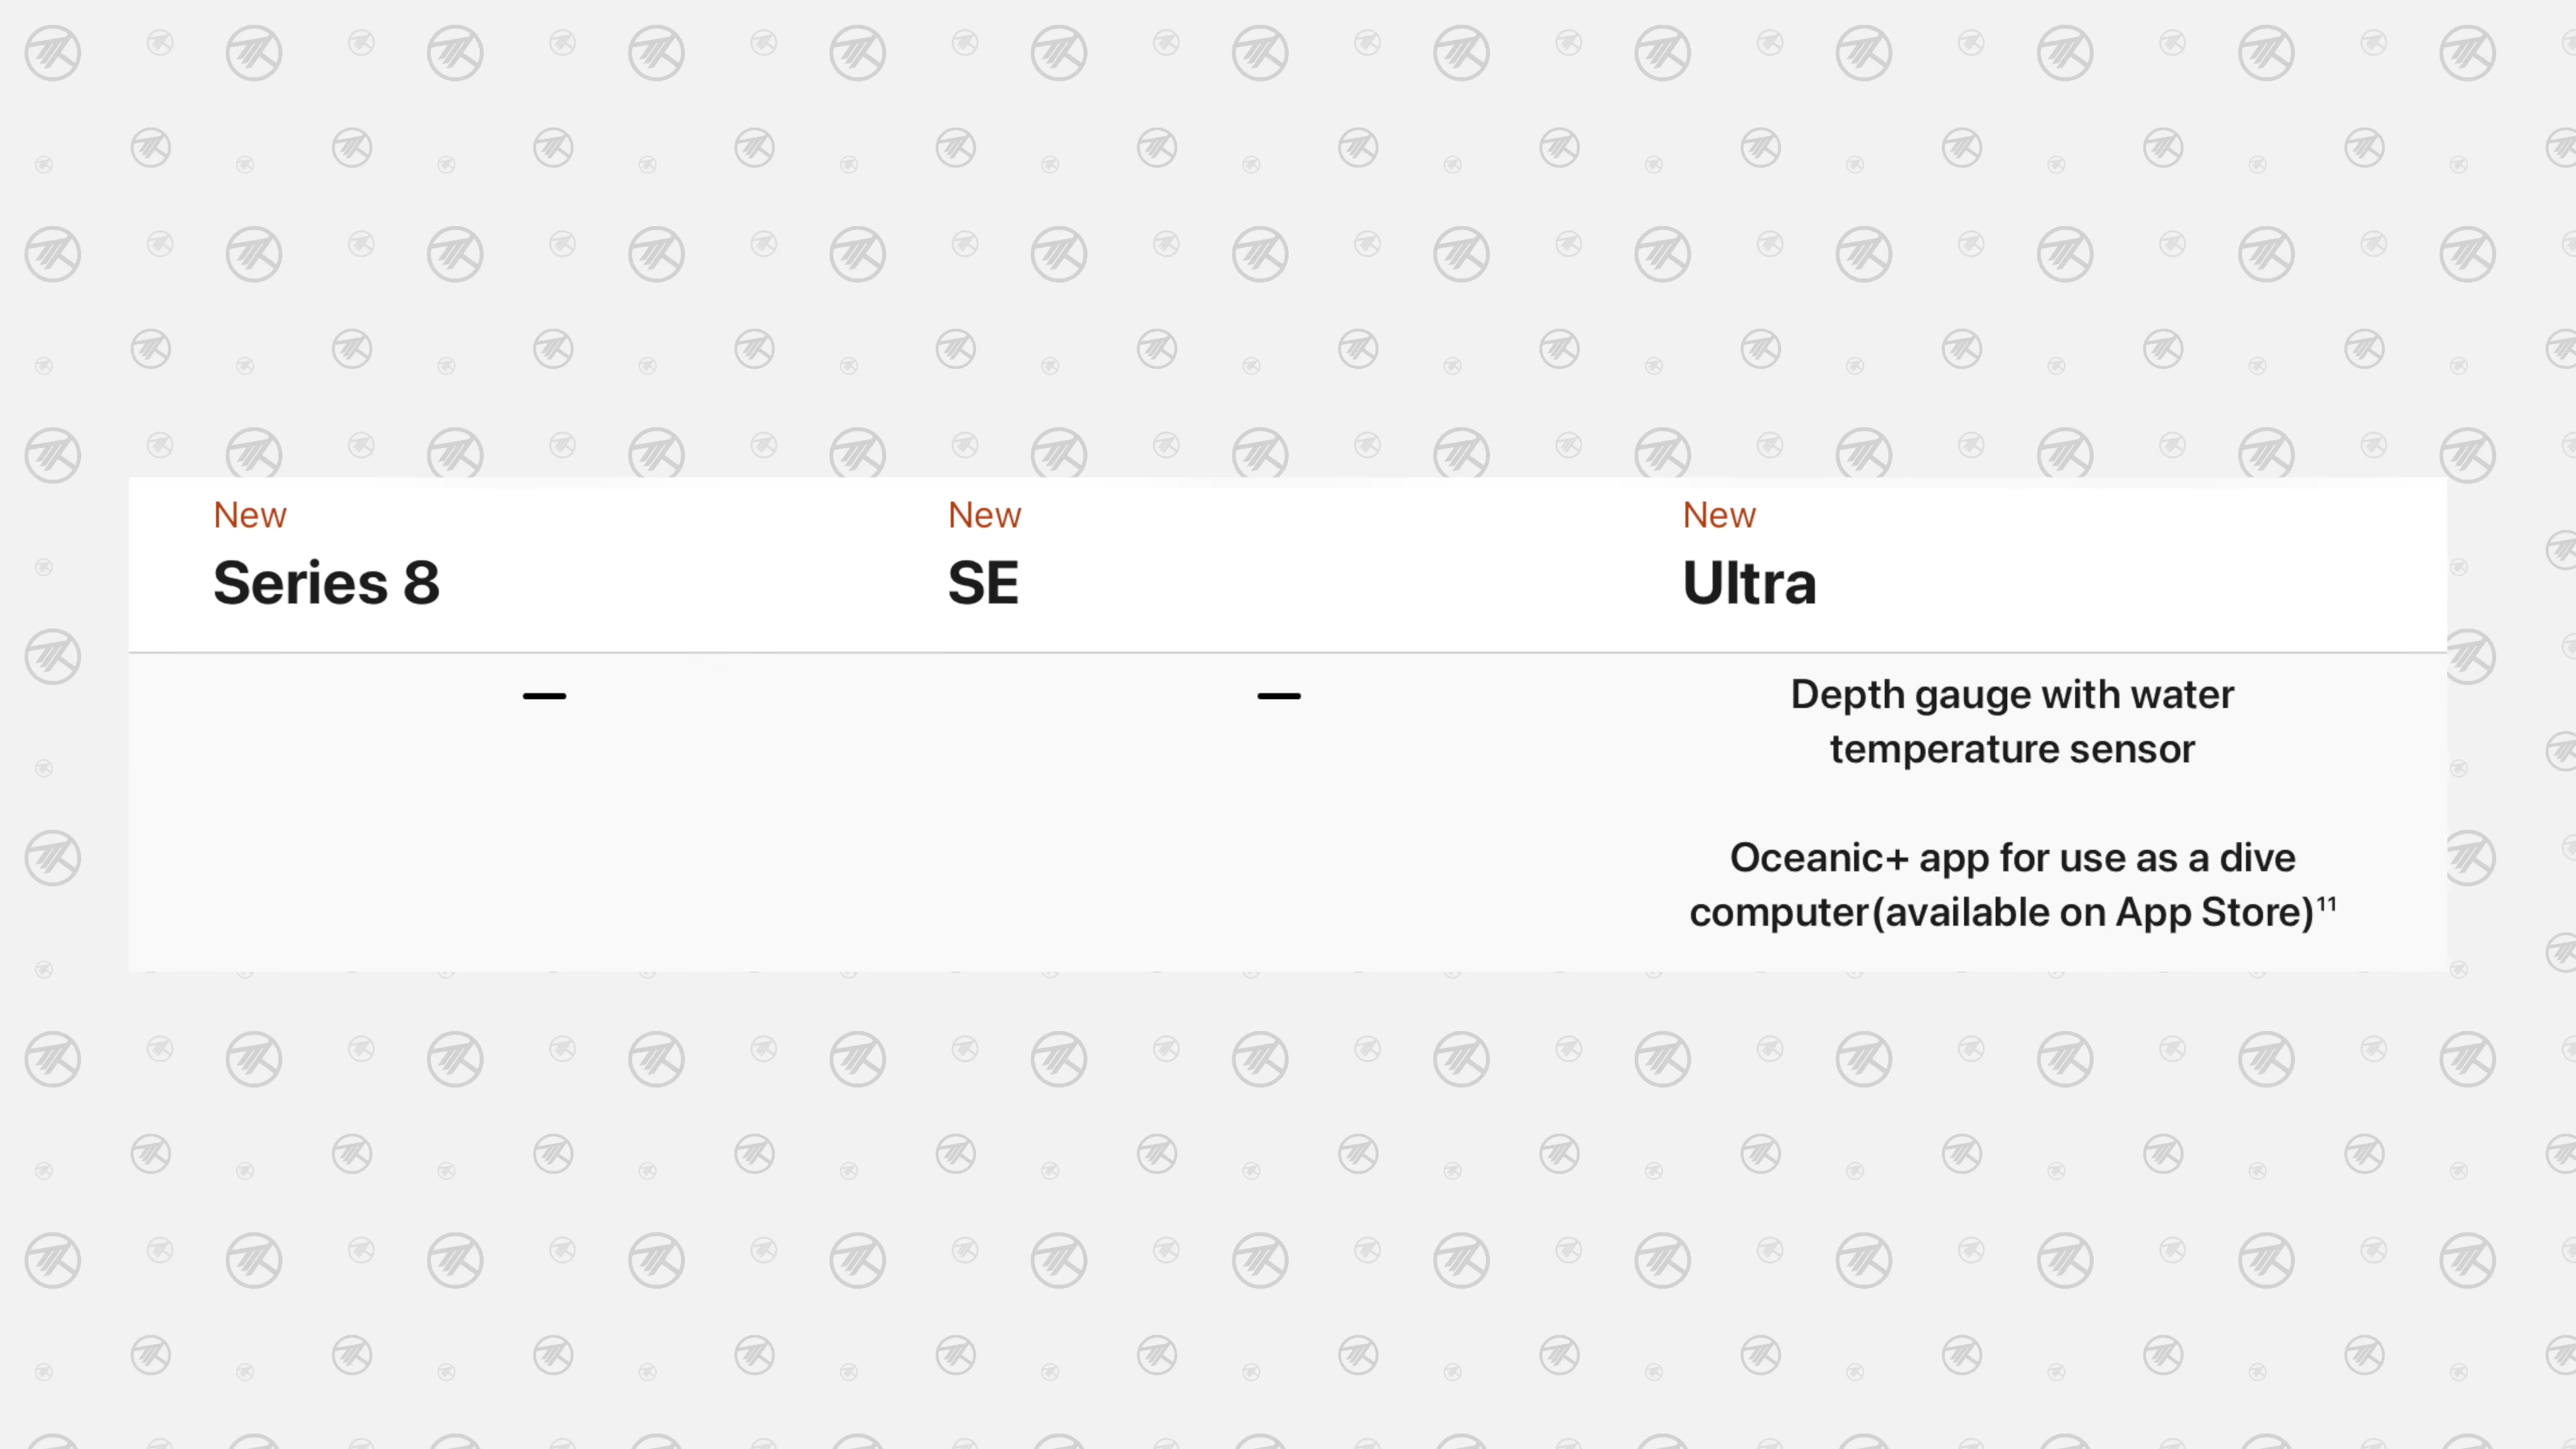 New
Series 8
—
New
SE
—
New
Ultra
Depth gauge with water
temperature sensor
Oceanic+ app for use as a dive
computer(available on App Store)¹¹